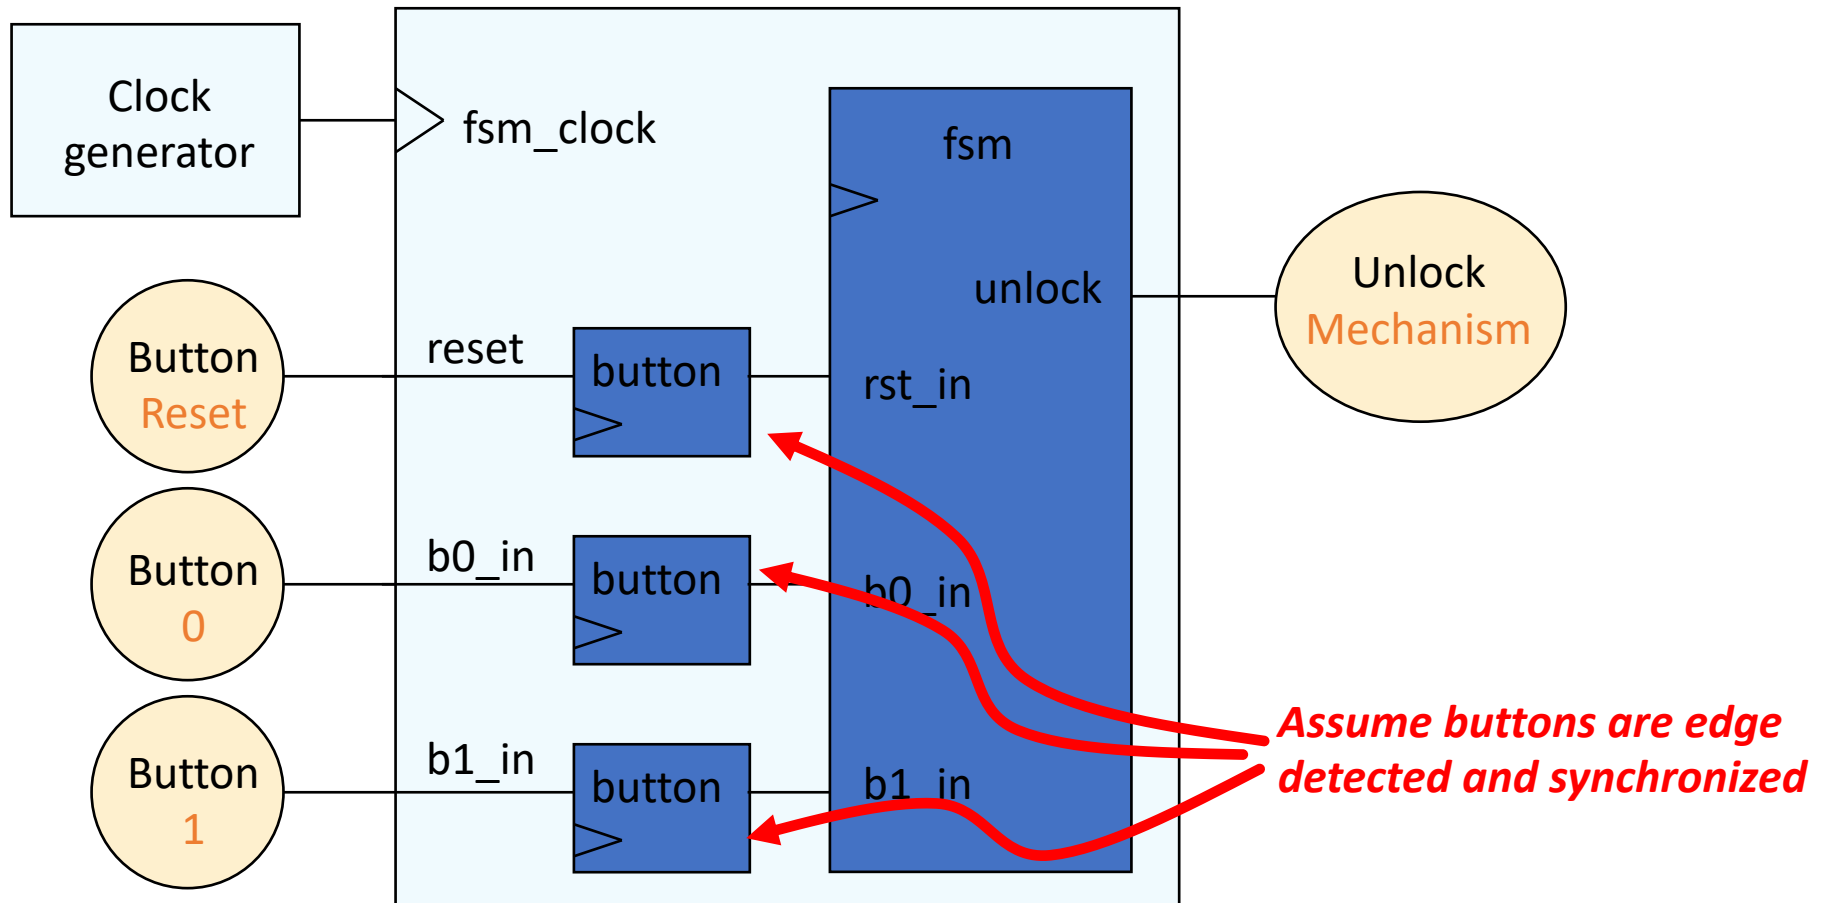 Clock
generator
fsm_clock
fsm
unlock
Unlock
Mechanism
Button
Reset
reset
button
rst_in
Button
0
b0_in
button
b0_in
Button
1
b1_in
button
b1_in
Assume buttons are edge
detected and synchronized